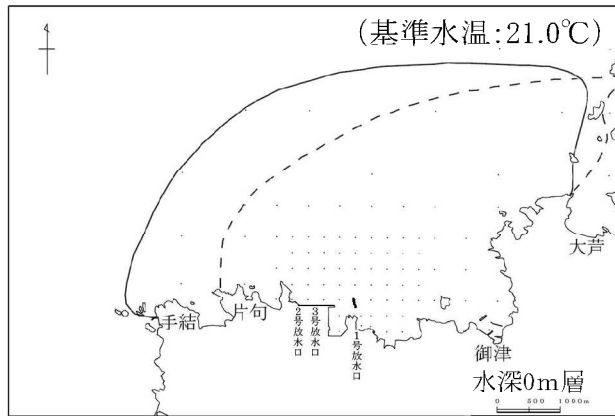 (基準水温:21.0℃)
大芦
手結
片句
2号放水口
3号放水口
1号放水口
御津
水深0m層
0 500 1000m